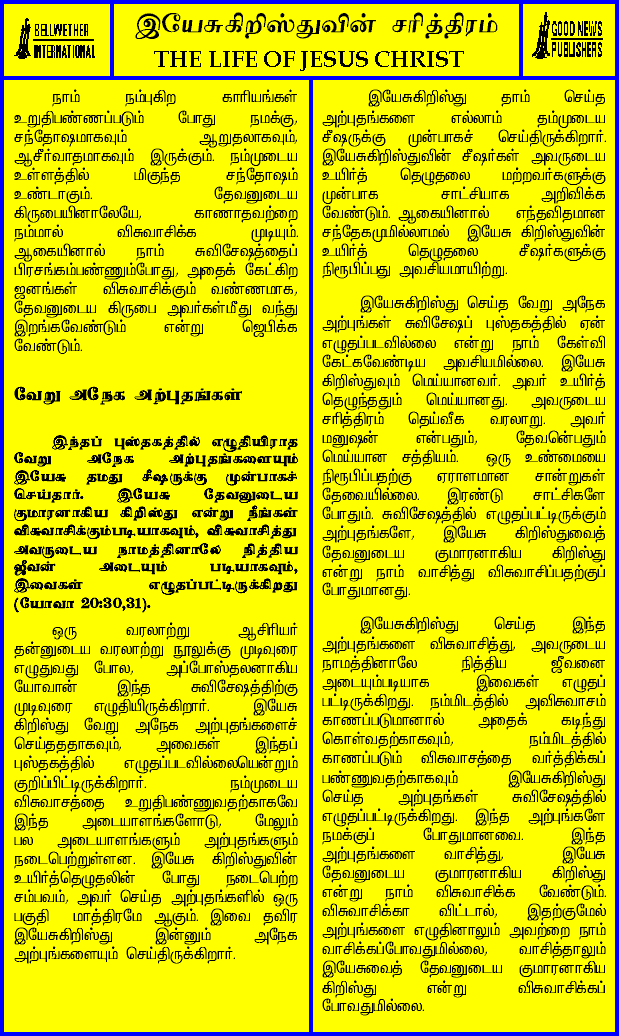 BELLWETHER
INTERNATIONAL
இயேசுகிறிஸ்துவின் சரித்திரம்
THE LIFE OF JESUS CHRIST
GOOD NEWS
PUBLISHERS
நாம் நம்புகிற காரியங்கள்
உறுதிபண்ணப்படும் போது நமக்கு,
சந்தோஷமாகவும் ஆறுதலாகவும்,
ஆசீர்வாதமாகவும் இருக்கும். நம்முடைய
உள்ளத்தில் மிகுந்த சந்தோஷம்
உண்டாகும். தேவனுடைய
கிருபையினாலேயே, காணாதவற்றை
நம்மால் விசுவாசிக்க முடியும்.
ஆகையினால் நாம் சுவிசேஷத்தைப்
பிரசங்கம்பண்ணும்போது, அதைக் கேட்கிற
ஜனங்கள் விசுவாசிக்கும் வண்ணமாக,
தேவனுடைய கிருபை அவர்கள்மீது வந்து
இறங்கவேண்டும் என்று ஜெபிக்க
வேண்டும்.
வேறு அநேக அற்புதங்கள்
இந்தப் புஸ்தகத்தில் எழுதியிராத
வேறு அநேக அற்புதங்களையும்
இயேசு தமது சீஷருக்கு முன்பாகச்
செய்தார். இயேசு தேவனுடைய
குமாரனாகிய கிறிஸ்து என்று நீங்கள்
விசுவாசிக்கும்படியாகவும், விசுவாசித்து
அவருடைய நாமத்தினாலே நித்திய
ஜீவன் அடையும் படியாகவும்,
இவைகள் எழுதப்பட்டிருக்கிறது
(யோவா 20:30,31).
ஒரு வரலாற்று ஆசிரியர்
தன்னுடைய வரலாற்று நூலுக்கு முடிவுரை
எழுதுவது போல, அப்போஸ்தலனாகிய
யோவான் இந்த சுவிசேஷத்திற்கு
முடிவுரை எழுதியிருக்கிறார். இயேசு
கிறிஸ்து வேறு அநேக அற்புதங்களைச்
செய்ததாகவும், அவைகள் இந்தப்
புஸ்தகத்தில் எழுதப்படவில்லையென்றும்
குறிப்பிட்டிருக்கிறார். நம்முடைய
விசுவாசத்தை உறுதிபண்ணுவதற்காகவே
இந்த அடையாளங்களோடு, மேலும்
பல அடையாளங்களும் அற்புதங்களும்
நடைபெற்றுள்ளன. இயேசு கிறிஸ்துவின்
உயிர்த்தெழுதலின் போது நடைபெற்ற
சம்பவம், அவர் செய்த அற்புதங்களில் ஒரு
பகுதி மாத்திரமே ஆகும். இவை தவிர
இயேசுகிறிஸ்து இன்னும் அநேக
அற்புங்களையும் செய்திருக்கிறார்.
இயேசுகிறிஸ்து தாம் செய்த
அற்புதங்களை எல்லாம் தம்முடைய
சீஷருக்கு முன்பாகச் செய்திருக்கிறார்.
இயேசுகிறிஸ்துவின் சீஷர்கள் அவருடைய
உயிர்த் தெழுதலை மற்றவர்களுக்கு
முன்பாக சாட்சியாக அறிவிக்க
வேண்டும். ஆகையினால் எந்தவிதமான
சந்தேகமுமில்லாமல் இயேசு கிறிஸ்துவின்
உயிர்த் தெழுதலை சீஷர்களுக்கு
நிரூபிப்பது அவசியமாயிற்று.
இயேசுகிறிஸ்து செய்த வேறு அநேக
அற்புங்கள் சுவிசேஷப் புஸ்தகத்தில் ஏன்
எழுதப்படவில்லை என்று நாம் கேள்வி
கேட்கவேண்டிய அவசியமில்லை. இயேசு
கிறிஸ்துவும் மெய்யானவர். அவர் உயிர்த்
தெழுந்ததும் மெய்யானது. அவருடைய
சரித்திரம் தெய்வீக வரலாறு. அவர்
மனுஷன் என்பதும், தேவனென்பதும்
மெய்யான சத்தியம். ஒரு உண்மையை
நிரூபிப்பதற்கு ஏராளமான சான்றுகள்
தேவையில்லை. இரண்டு சாட்சிகளே
போதும். சுவிசேஷத்தில் எழுதப்பட்டிருக்கும்
அற்புதங்களே, இயேசு கிறிஸ்துவைத்
தேவனுடைய குமாரனாகிய கிறிஸ்து
என்று நாம் வாசித்து விசுவாசிப்பதற்குப்
போதுமானது.
இயேசுகிறிஸ்து செய்த இந்த
அற்புதங்களை விசுவாசித்து, அவருடைய
நாமத்தினாலே நித்திய ஜீவனை
அடையும்படியாக இவைகள் எழுதப்
பட்டிருக்கிறது. நம்மிடத்தில் அவிசுவாசம்
காணப்படுமானால் அதைக் கடிந்து
கொள்வதற்காகவும், நம்மிடத்தில்
காணப்படும் விசுவாசத்தை வர்த்திக்கப்
பண்ணுவதற்காகவும் இயேசுகிறிஸ்து
செய்த அற்புதங்கள் சுவிசேஷத்தில்
எழுதப்பட்டிருக்கிறது. இந்த அற்புங்களே
நமக்குப் போதுமானவை. இந்த
அற்புதங்களை வாசித்து, இயேசு
தேவனுடைய குமாரனாகிய கிறிஸ்து
என்று நாம் விசுவாசிக்க வேண்டும்.
விசுவாசிக்கா விட்டால், இதற்குமேல்
அற்புங்களை எழுதினாலும் அவற்றை நாம்
வாசிக்கப்போவதுமில்லை, வாசித்தாலும்
இயேசுவைத் தேவனுடைய குமாரனாகிய
கிறிஸ்து என்று விசுவாசிக்கப்
போவதுமில்லை.